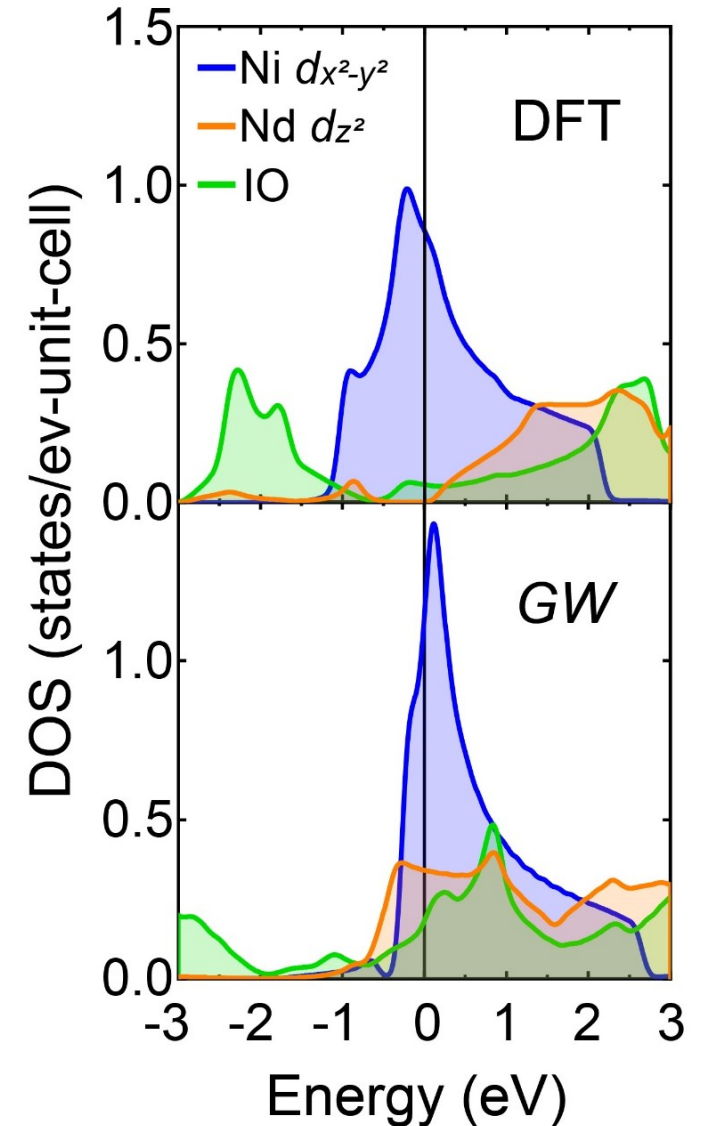 1.5
Ni dx²-y²
Nd dz²
IO
DFT
1.0
0.5
0.0
GW
1.0
0.5
0.0
DOS (states/ev-unit-cell)
-3 -2 -1 0 1 2 3
Energy (eV)